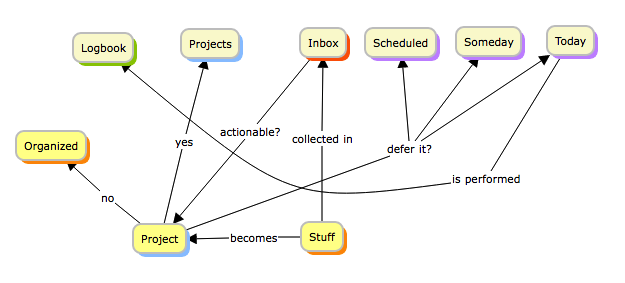 Logbook
Projects
Inbox
Scheduled
Someday
Today
actionable?
yes
collected in
Organized
defer it?
is performed
no
Project
becomes
Stuff